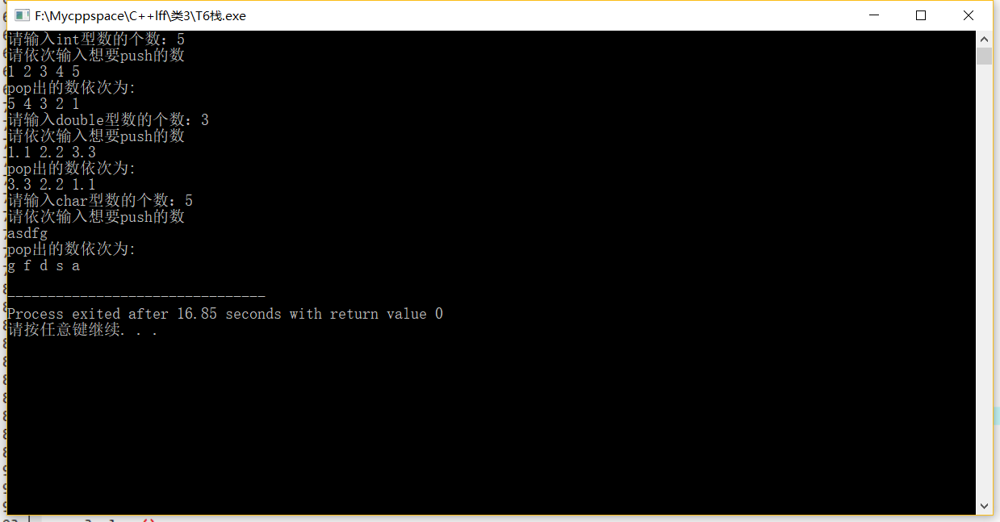 F:\Mycppspace\C++lff\类3\T6栈.exe
请输入int型数的个数：5
请依次输入想要push的数
1 2 3 4 5
pop出的数依次为:
5 4 3 2 1
请输入double型数的个数：3
请依次输入想要push的数
1.1 2.2 3.3
pop出的数依次为:
3.3 2.2 1.1
请输入char型数的个数：5
请依次输入想要push的数
asdfg
pop出的数依次为:
g f d s a
--------------------------------
Process exited after 16.85 seconds with return value 0
请按任意键继续. . .